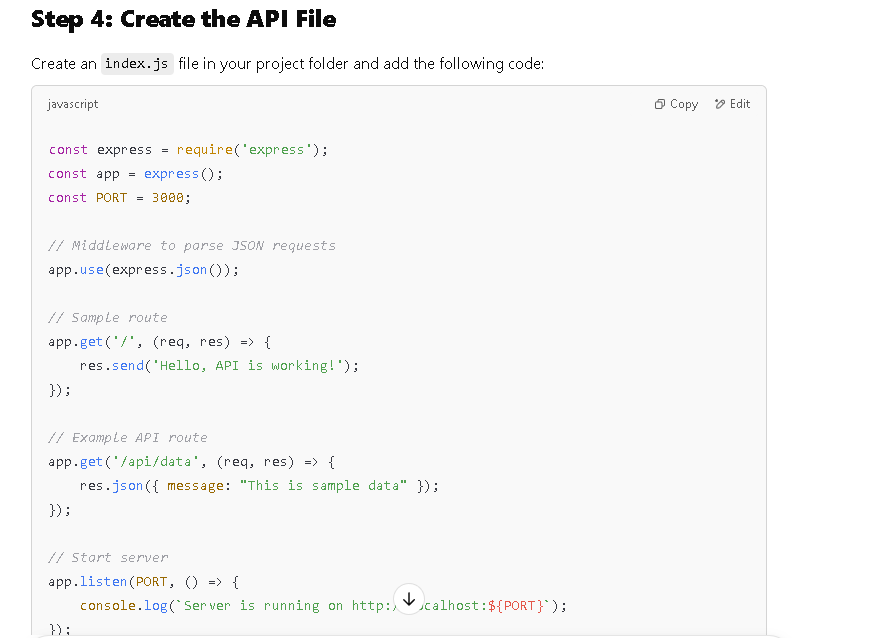 Step 4: Create the API File
Create an index.js file in your project folder and add the following code:
javascript
Copy
Edit
const express = require('express');
const app = express();
const PORT = 3000;
// Middleware to parse JSON requests
app.use(express.json());
// Sample route
app.get('/', (req, res) => {
    res.send('Hello, API is working!');
});
// Example API route
app.get('/api/data', (req, res) => {
    res.json({ message: "This is sample data" });
});
// Start server
app.listen(PORT, () => {
    console.log(`Server is running on http:/ calhost:${PORT}`);
});